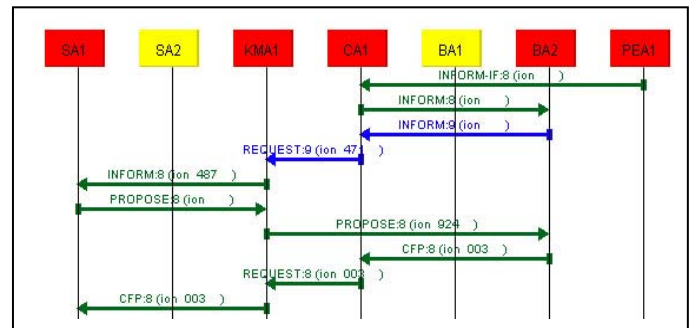 SA1 SA2 KMA1 CA1 BA1 BA2 PEA1
INFORM-IF:8 (ion )
INFORM:8 (ion )
INFORM:9 (ion )
REQUEST:9 (ion 471 )
INFORM:8 (ion 487 )
PROPOSE:8 (ion )
PROPOSE:8 (ion 924 )
CFP:8 (ion 003 )
REQUEST:8 (ion 003 )
CFP:8 (ion 003 )